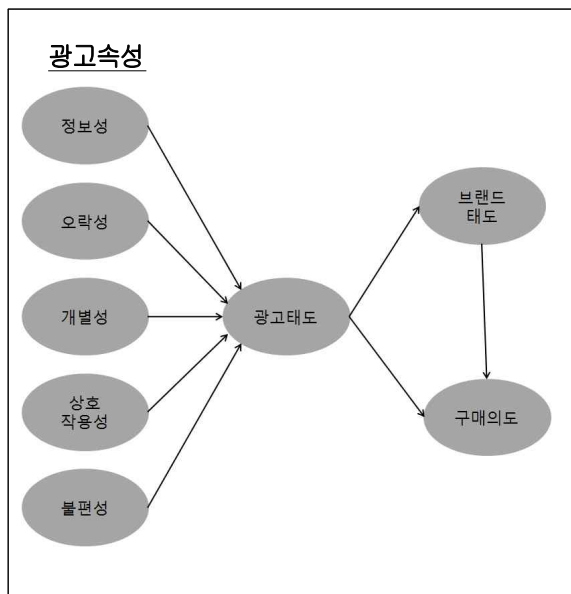 광고속성
정보성
오락성
개별성
상호
작용성
불편성
광고태도
브랜드
태도
구매의도